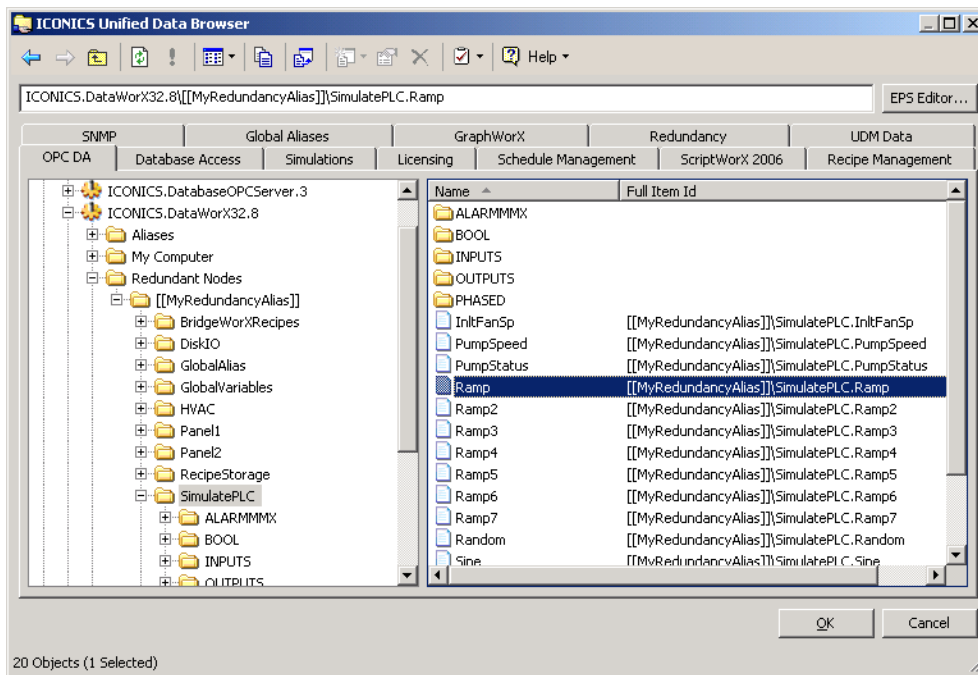 ICONICS Unified Data Browser
Help
ICONICS.DataWorX32.8\[[MyRedundancyAlias]]\SimulatePLC.Ramp
EPS Editor...
SNMP Global Aliases GraphWorX Redundancy UDM Data
OPC DA Database Access Simulations Licensing Schedule Management ScriptWorX 2006 Recipe Management
ICONICS.DatabaseOPCServer.3
ICONICS.DataWorX32.8
Aliases
My Computer
Redundant Nodes
[[MyRedundancyAlias]]
BridgeWorXRecipes
DiskIO
GlobalAlias
GlobalVariables
HVAC
Panel1
Panel2
RecipeStorage
SimulatePLC
ALARMMMX
BOOL
INPUTS
OUTPUTS
Name Full Item Id
ALARMMMX
BOOL
INPUTS
OUTPUTS
PHASED
InltFanSp [[MyRedundancyAlias]]\SimulatePLC.InltFanSp
PumpSpeed [[MyRedundancyAlias]]\SimulatePLC.PumpSpeed
PumpStatus [[MyRedundancyAlias]]\SimulatePLC.PumpStatus
Ramp [[MyRedundancyAlias]]\SimulatePLC.Ramp
Ramp2 [[MyRedundancyAlias]]\SimulatePLC.Ramp2
Ramp3 [[MyRedundancyAlias]]\SimulatePLC.Ramp3
Ramp4 [[MyRedundancyAlias]]\SimulatePLC.Ramp4
Ramp5 [[MyRedundancyAlias]]\SimulatePLC.Ramp5
Ramp6 [[MyRedundancyAlias]]\SimulatePLC.Ramp6
Ramp7 [[MyRedundancyAlias]]\SimulatePLC.Ramp7
Random [[MyRedundancyAlias]]\SimulatePLC.Random
Sine [[MyRedundancyAlias]]\SimulatePLC.Sine
OK Cancel
20 Objects (1 Selected)